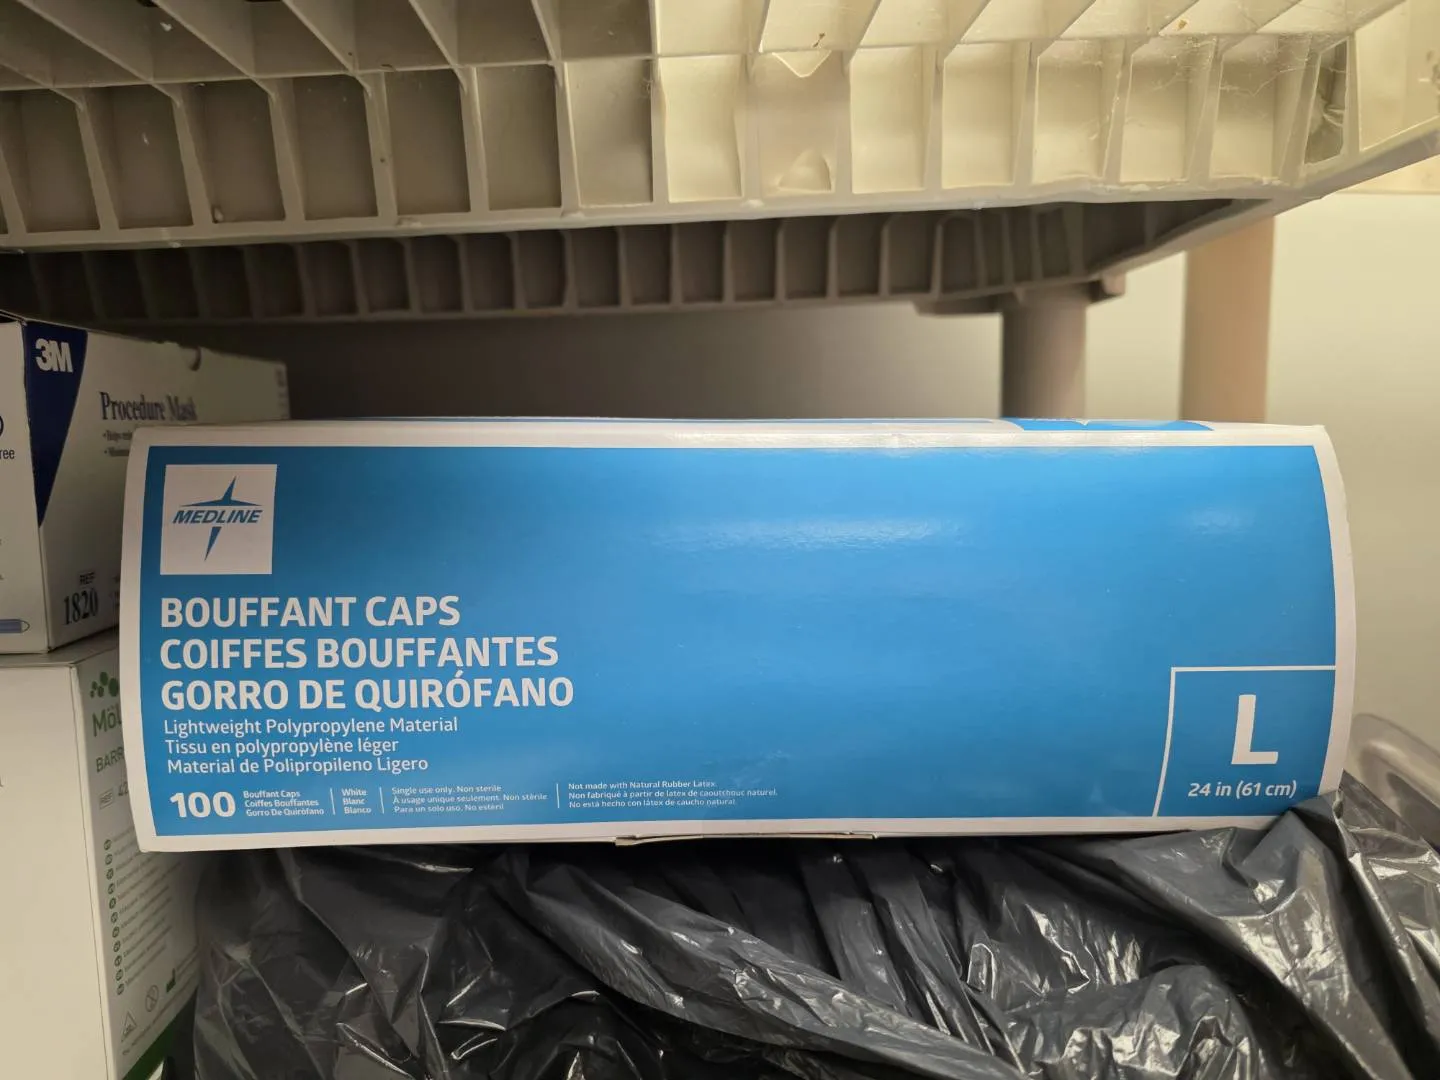 3M
Procedure Mask
ree
REF
1820
MEDLINE
BOUFFANT CAPS
COIFFES BOUFFANTES
GORRO DE QUIRÓFANO
Lightweight Polypropylene Material
Tissu en polypropylène léger
Material de Polipropileno Ligero
100
Bouffant Caps
Coiffes Bouffantes
Gorro De Quirófano
White
Blanc
Blanco
Single use only. Non sterile
À usage unique seulement. Non stérile
Para un solo uso. No estéril
Not made with Natural Rubber Latex.
Non fabriqué à partir de latex de caoutchouc naturel.
No está hecho con látex de caucho natural.
L
24 in (61 cm)
Möl
BARR
REF